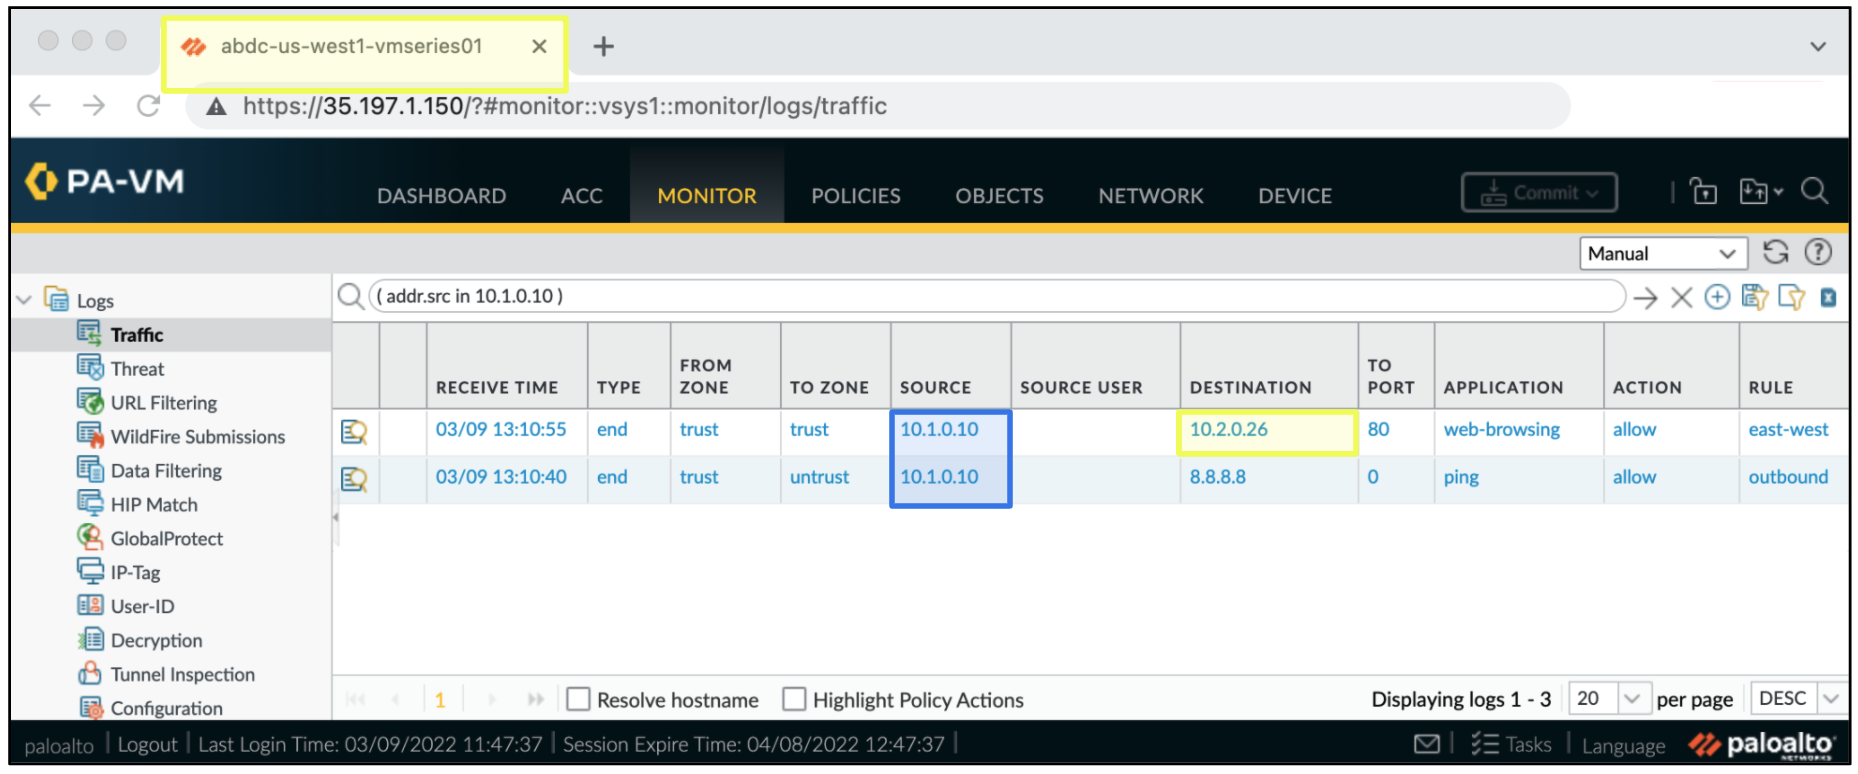 abdc-us-west1-vmseries01
https://35.197.1.150/?#monitor::vsys1::monitor/logs/traffic
PA-VM
DASHBOARD ACC MONITOR POLICIES OBJECTS NETWORK DEVICE Commit
Manual
Logs
Traffic
Threat
URL Filtering
WildFire Submissions
Data Filtering
HIP Match
GlobalProtect
IP-Tag
User-ID
Decryption
Tunnel Inspection
Configuration
( addr.src in 10.1.0.10 )
RECEIVE TIME TYPE FROM ZONE TO ZONE SOURCE SOURCE USER DESTINATION TO PORT APPLICATION ACTION RULE
03/09 13:10:55 end trust trust 10.1.0.10 10.2.0.26 80 web-browsing allow east-west
03/09 13:10:40 end trust untrust 10.1.0.10 8.8.8.8 0 ping allow outbound
1 Resolve hostname Highlight Policy Actions Displaying logs 1 - 3 20 per page DESC
paloalto | Logout | Last Login Time: 03/09/2022 11:47:37 | Session Expire Time: 04/08/2022 12:47:37 | Tasks | Language paloalto
NETWORKS